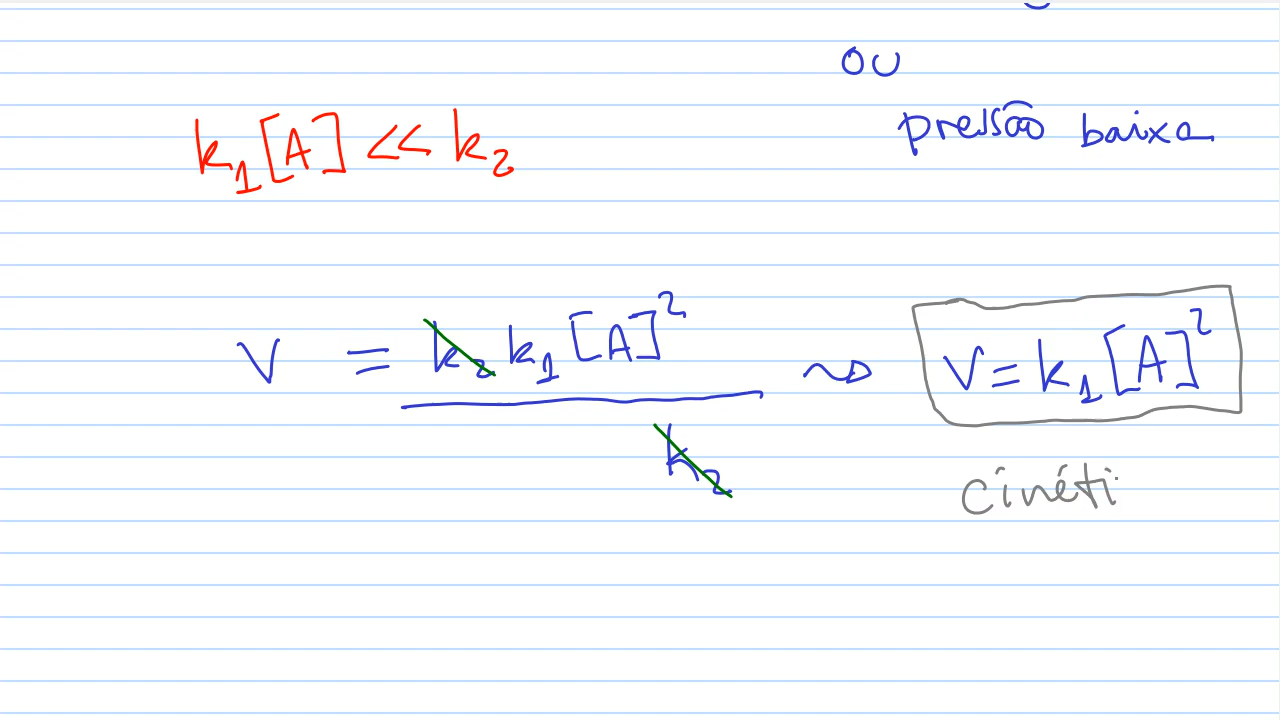 ou
pressão baixa
k₁[A] << k₂
V = k₂ k₁ [A]² / k₂ ⇝ V = k₁ [A]²
cinéti